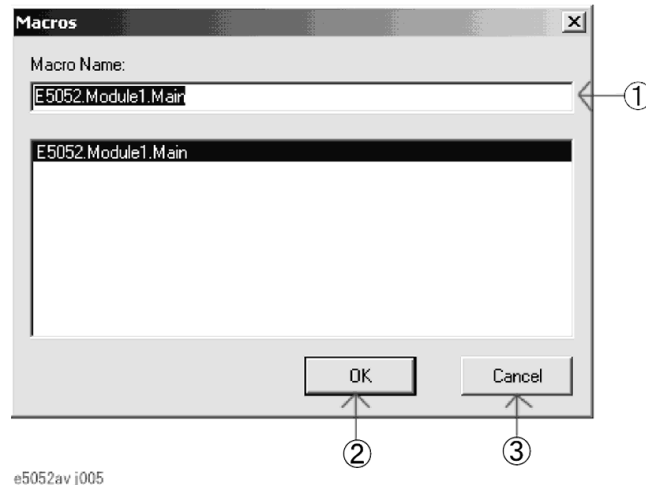 Macros
Macro Name:
E5052.Module1.Main
①
E5052.Module1.Main
OK
Cancel
②
③
e5052avj005